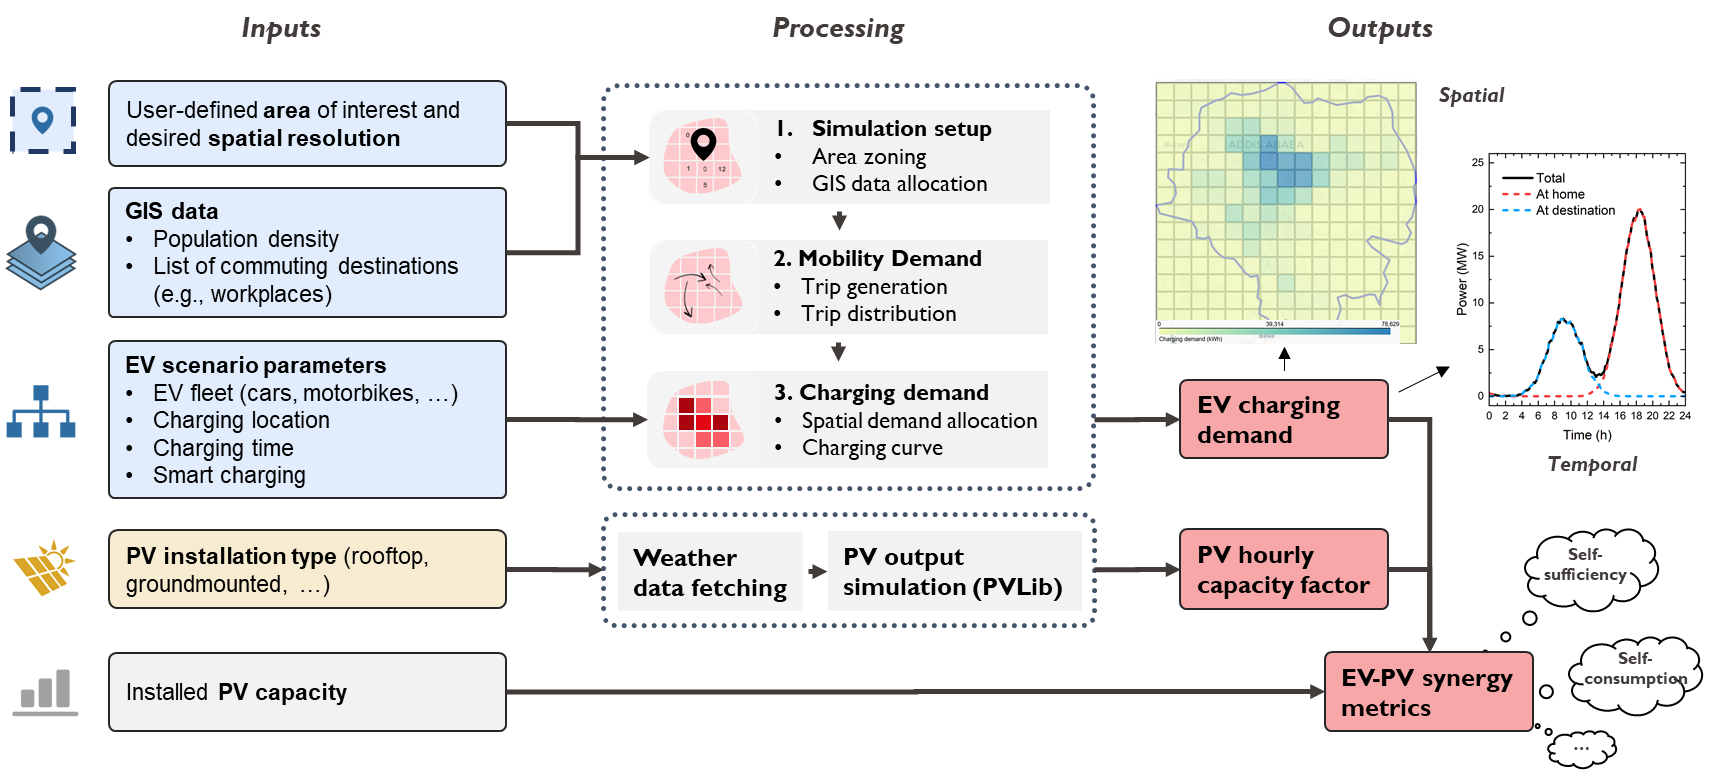 Inputs
Processing
Outputs
User-defined area of interest and
desired spatial resolution
GIS data
• Population density
• List of commuting destinations
(e.g., workplaces)
EV scenario parameters
• EV fleet (cars, motorbikes, …)
• Charging location
• Charging time
• Smart charging
PV installation type (rooftop,
groundmounted, …)
Installed PV capacity
0
1 0 12
5
1. Simulation setup
• Area zoning
• GIS data allocation
2. Mobility Demand
• Trip generation
• Trip distribution
3. Charging demand
• Spatial demand allocation
• Charging curve
Weather
data fetching
PV output
simulation (PVLib)
ADDIS ABABA
0 39,314 78,629
Charging demand (kWh)
Spatial
Total
At home
At destination
Power (MW)
25
20
15
10
5
0
0 2 4 6 8 10 12 14 16 18 20 22 24
Time (h)
Temporal
EV charging
demand
PV hourly
capacity factor
EV-PV synergy
metrics
Self-
sufficiency
Self-
consumption
...